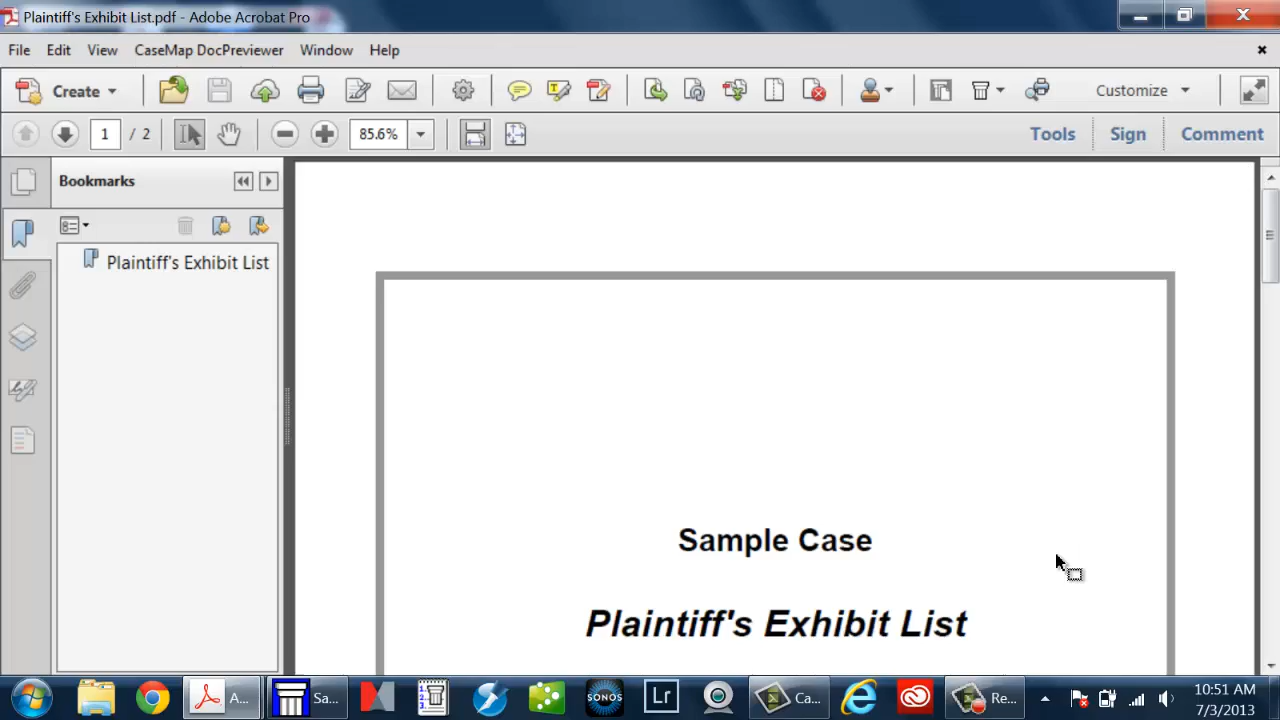 Plaintiff's Exhibit List.pdf - Adobe Acrobat Pro
File Edit View CaseMap DocPreviewer Window Help
Create Customize
1 / 2 85.6% Tools Sign Comment
Bookmarks
Plaintiff's Exhibit List
Sample Case
Plaintiff's Exhibit List
A... Sa... SONOS Lr Ca... Re... 10:51 AM
7/3/2013